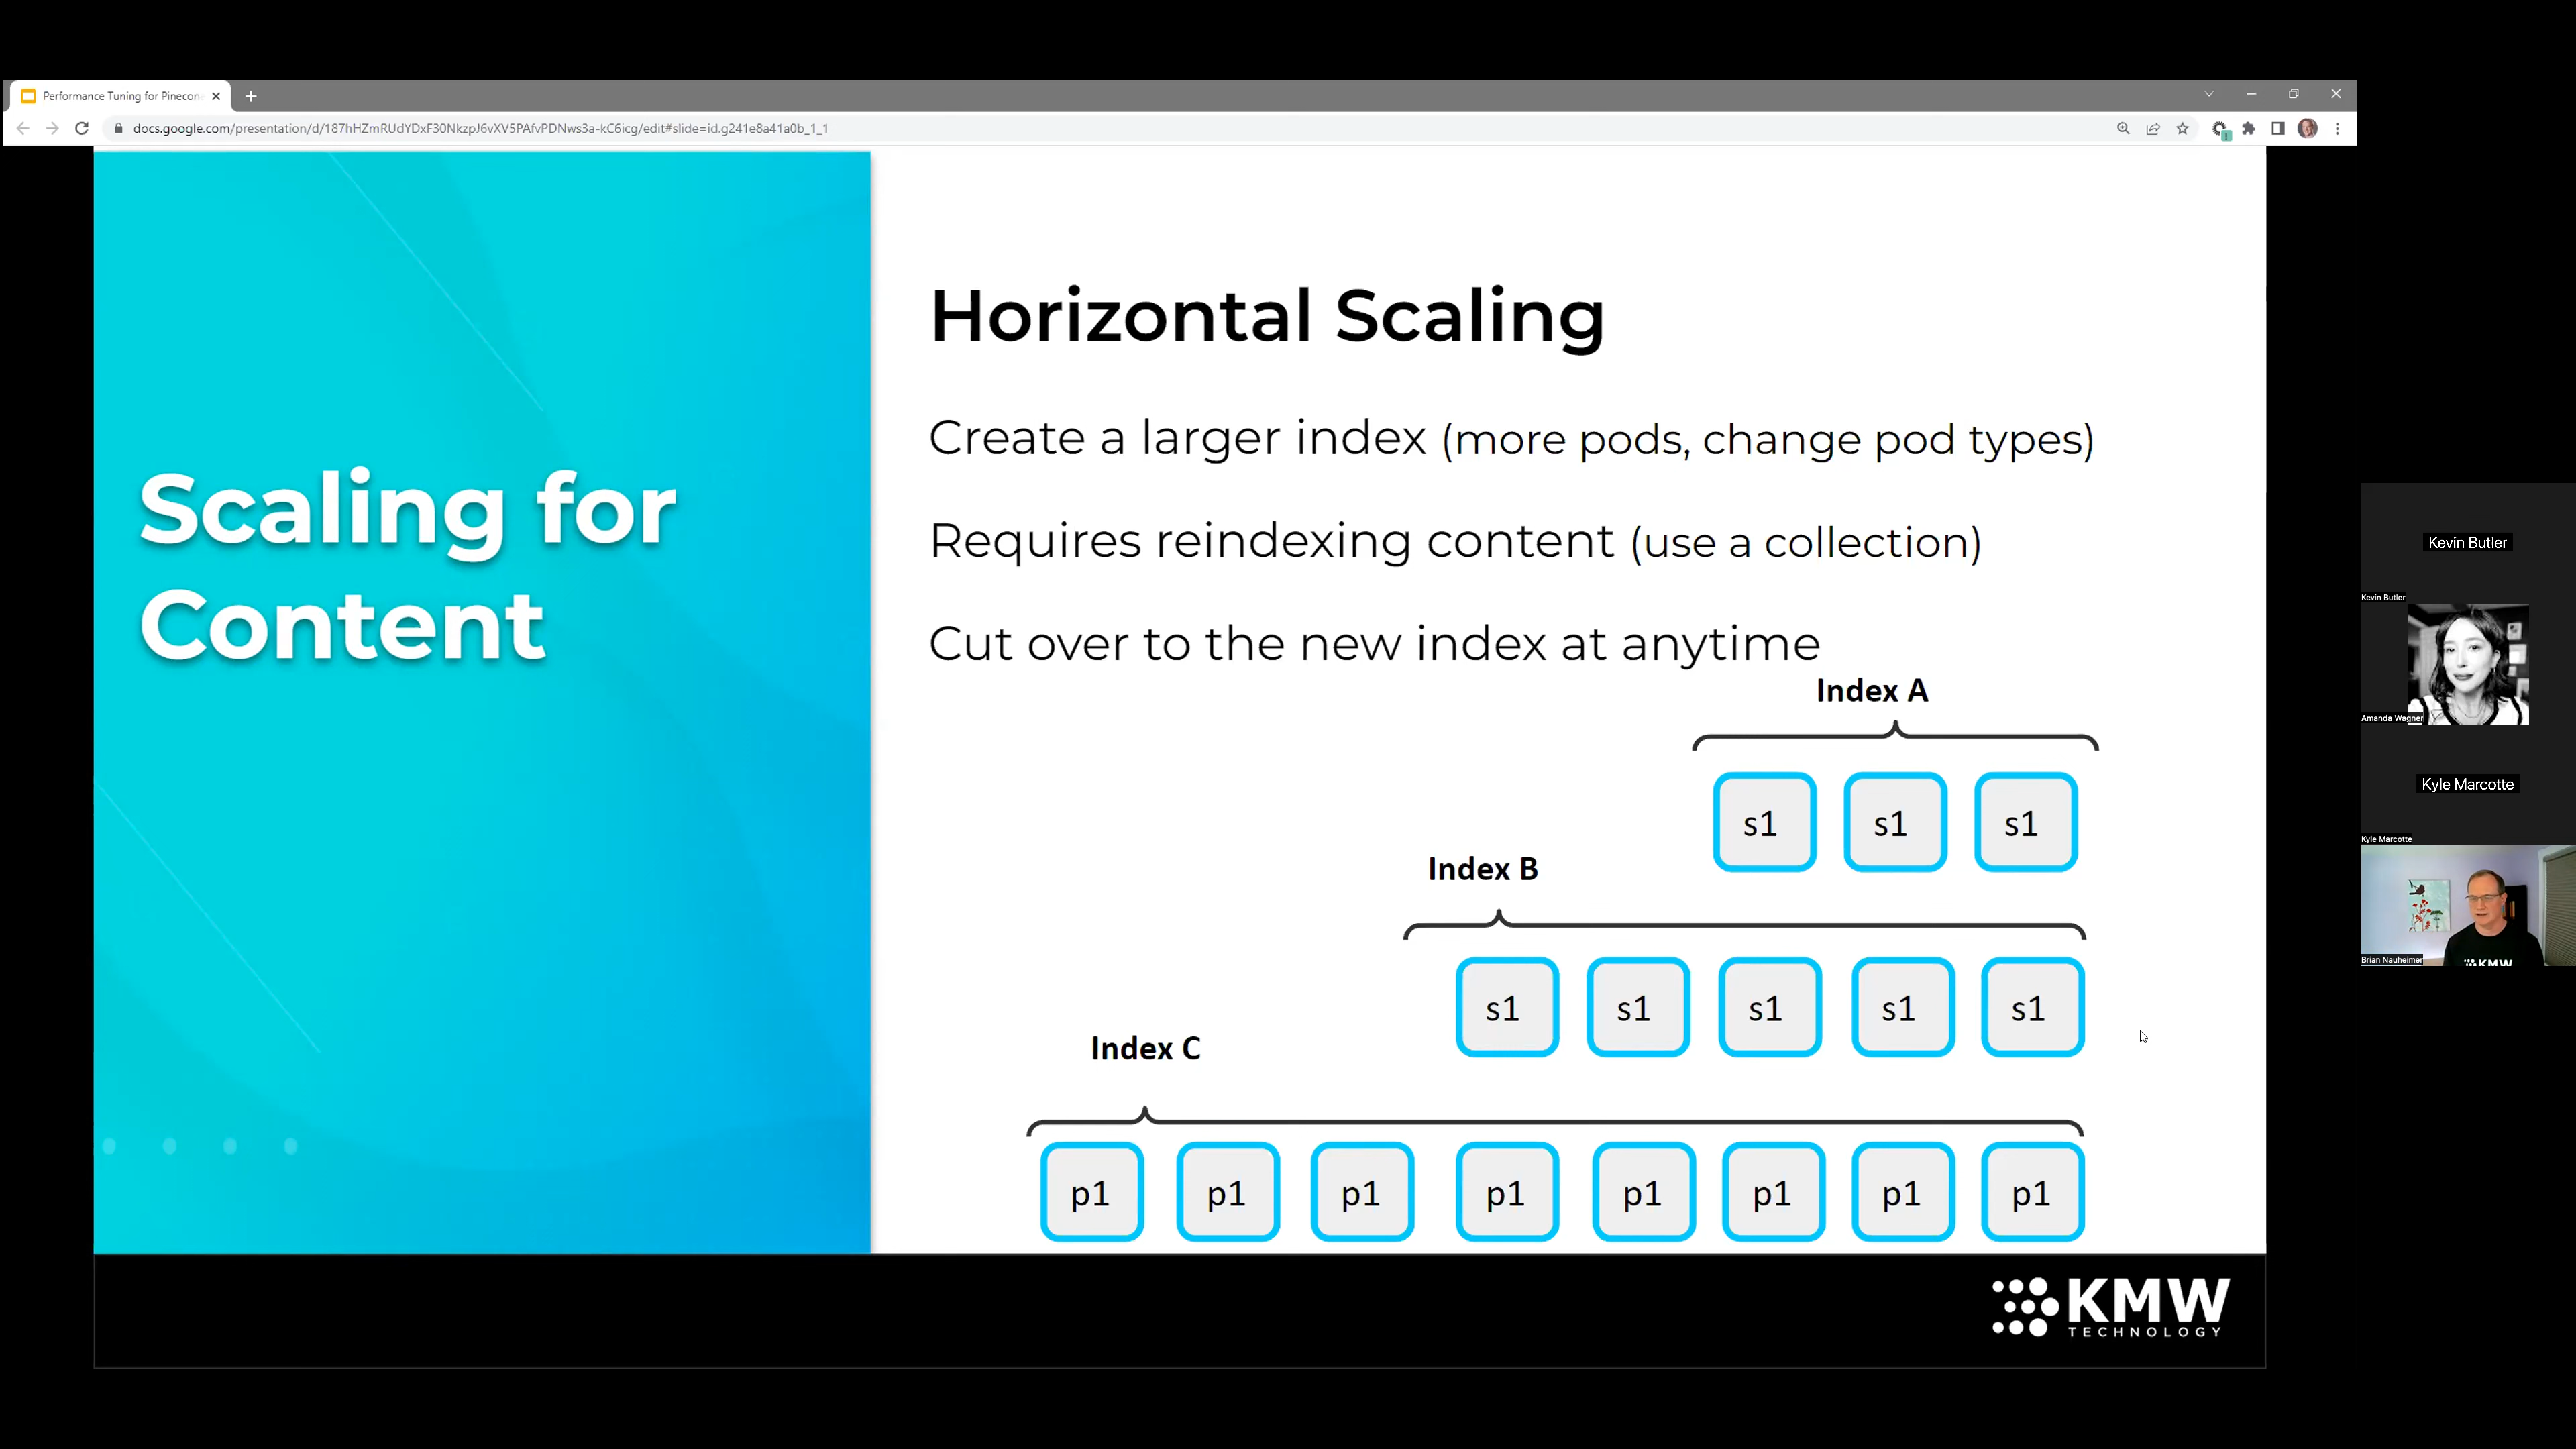 Performance Tuning for Pinecon
docs.google.com/presentation/d/187hHZmRUdYDxF30NkzpJ6vXV5PAfvPDNws3a-kC6icg/edit#slide=id.g241e8a41a0b_1_1
Scaling for
Content
Horizontal Scaling
Create a larger index (more pods, change pod types)
Requires reindexing content (use a collection)
Cut over to the new index at anytime
Index A
s1 s1 s1
Index B
s1 s1 s1 s1 s1
Index C
p1 p1 p1 p1 p1 p1 p1 p1
KMW
TECHNOLOGY
Kevin Butler
Kevin Butler
Amanda Wagner
Kyle Marcotte
Kyle Marcotte
KMW
Brian Nauheimer